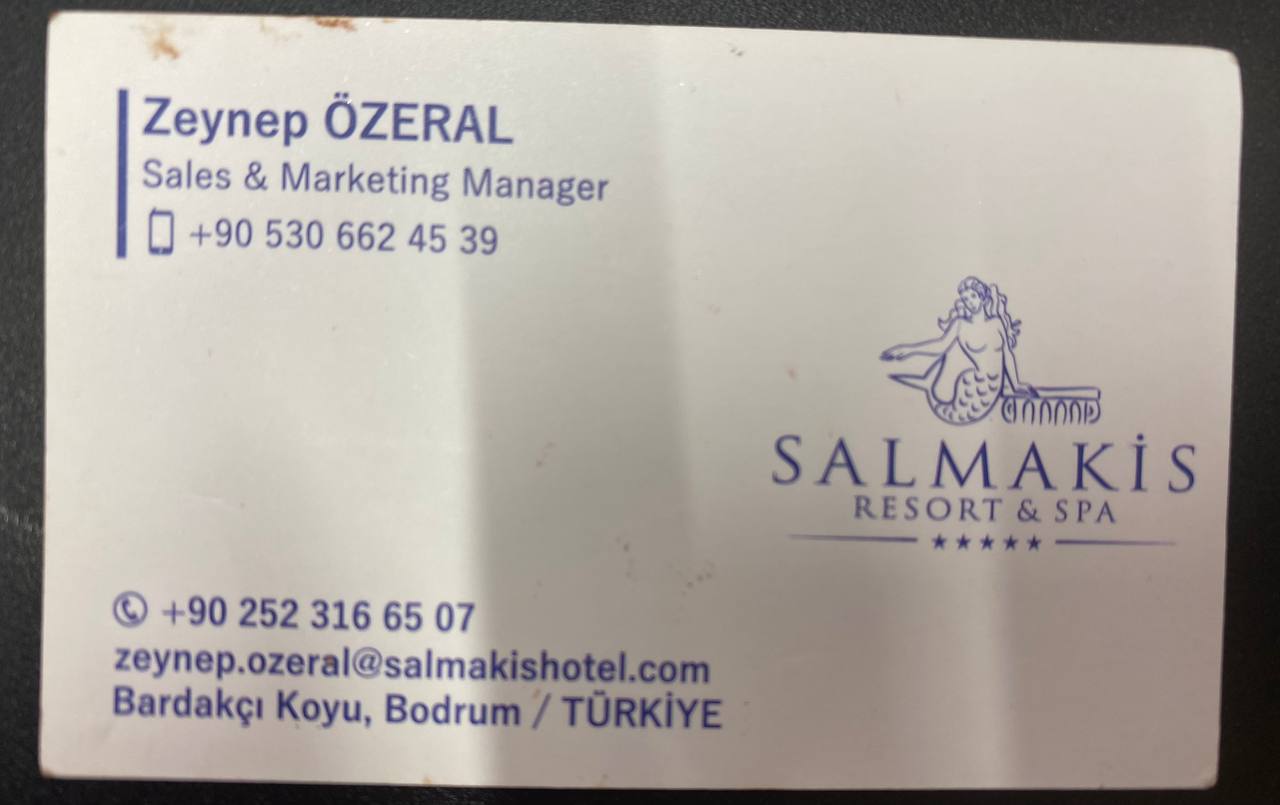 Zeynep ÖZERAL
Sales & Marketing Manager
+90 530 662 45 39
SALMAKİS
RESORT & SPA
+90 252 316 65 07
zeynep.ozeral@salmakishotel.com
Bardakçı Koyu, Bodrum / TÜRKİYE